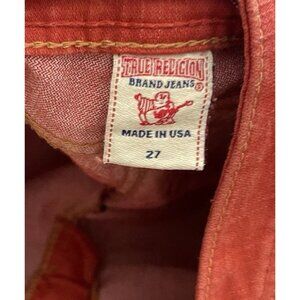 TRUE RELIGION
BRAND JEANS®
MADE IN USA
27